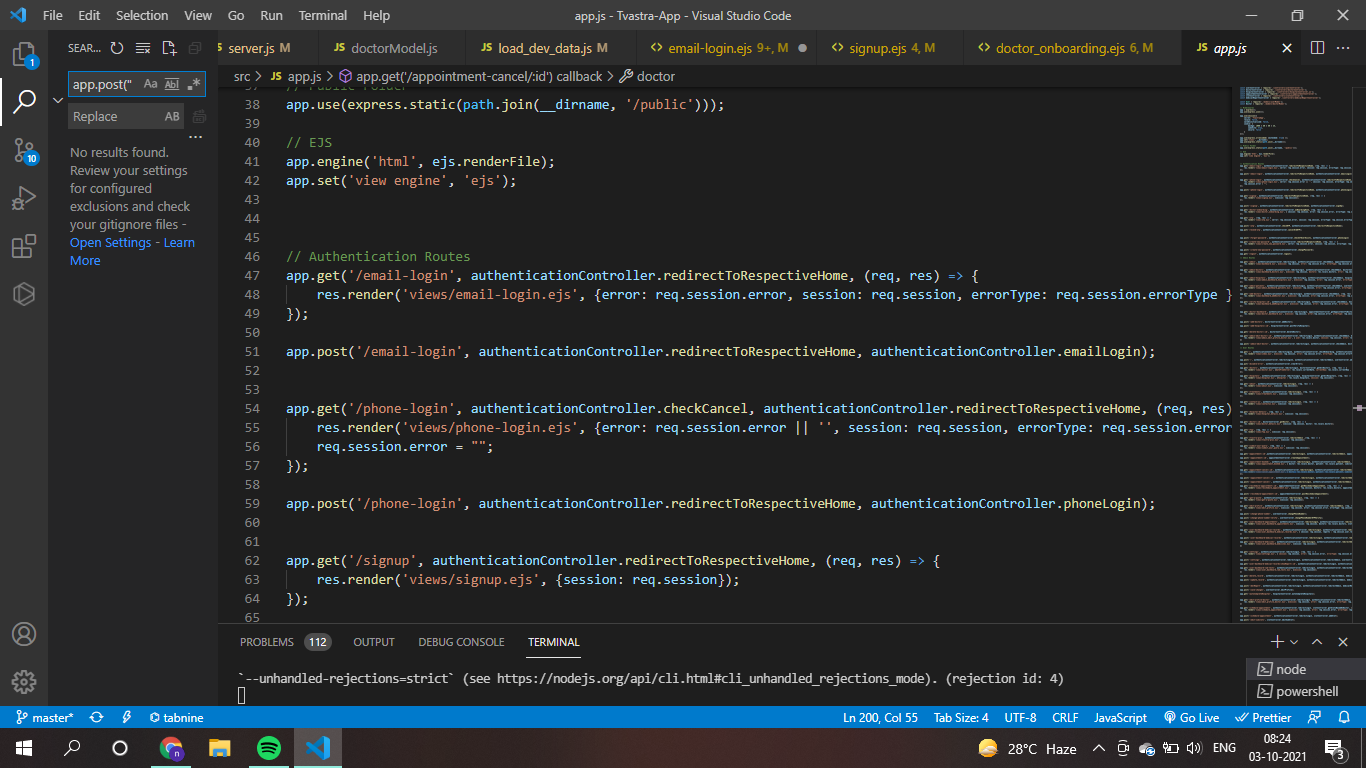 File Edit Selection View Go Run Terminal Help
app.js - Tvastra-App - Visual Studio Code
SEAR...
server.js M
doctorModel.js
load_dev_data.js M
email-login.ejs 9+, M
signup.ejs 4, M
doctor_onboarding.ejs 6, M
app.js
src > app.js > app.get('/appointment-cancel/:id') callback > doctor
app.post("
Replace
No results found.
Review your settings
for configured
exclusions and check
your gitignore files -
Open Settings - Learn
More
1
10
37 // Public Folder
38 app.use(express.static(path.join(__dirname, '/public')));
39
40 // EJS
41 app.engine('html', ejs.renderFile);
42 app.set('view engine', 'ejs');
43
44
45
46 // Authentication Routes
47 app.get('/email-login', authenticationController.redirectToRespectiveHome, (req, res) => {
48 res.render('views/email-login.ejs', {error: req.session.error, session: req.session, errorType: req.session.errorType }
49 });
50
51 app.post('/email-login', authenticationController.redirectToRespectiveHome, authenticationController.emailLogin);
52
53
54 app.get('/phone-login', authenticationController.checkCancel, authenticationController.redirectToRespectiveHome, (req, res)
55 res.render('views/phone-login.ejs', {error: req.session.error || '', session: req.session, errorType: req.session.error
56 req.session.error = "";
57 });
58
59 app.post('/phone-login', authenticationController.redirectToRespectiveHome, authenticationController.phoneLogin);
60
61
62 app.get('/signup', authenticationController.redirectToRespectiveHome, (req, res) => {
63 res.render('views/signup.ejs', {session: req.session});
64 });
65
PROBLEMS 112 OUTPUT DEBUG CONSOLE TERMINAL
`--unhandled-rejections=strict` (see https://nodejs.org/api/cli.html#cli_unhandled_rejections_mode). (rejection id: 4)
node
powershell
master* tabnine Ln 200, Col 55 Tab Size: 4 UTF-8 CRLF JavaScript Go Live Prettier
28°C Haze ENG 08:24
03-10-2021
3